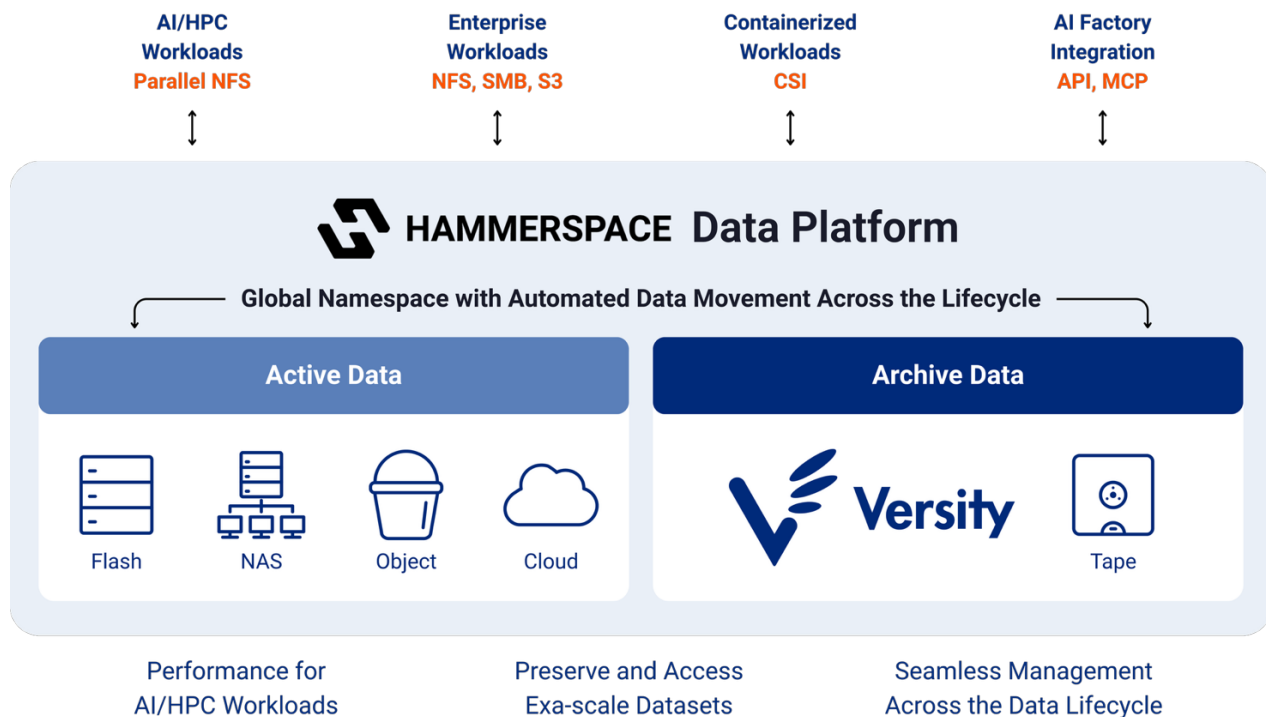 AI/HPC
Workloads
Parallel NFS
Enterprise
Workloads
NFS, SMB, S3
Containerized
Workloads
CSI
AI Factory
Integration
API, MCP
HAMMERSPACE Data Platform
Global Namespace with Automated Data Movement Across the Lifecycle
Active Data
Flash
NAS
Object
Cloud
Archive Data
Versity
Tape
Performance for
AI/HPC Workloads
Preserve and Access
Exa-scale Datasets
Seamless Management
Across the Data Lifecycle